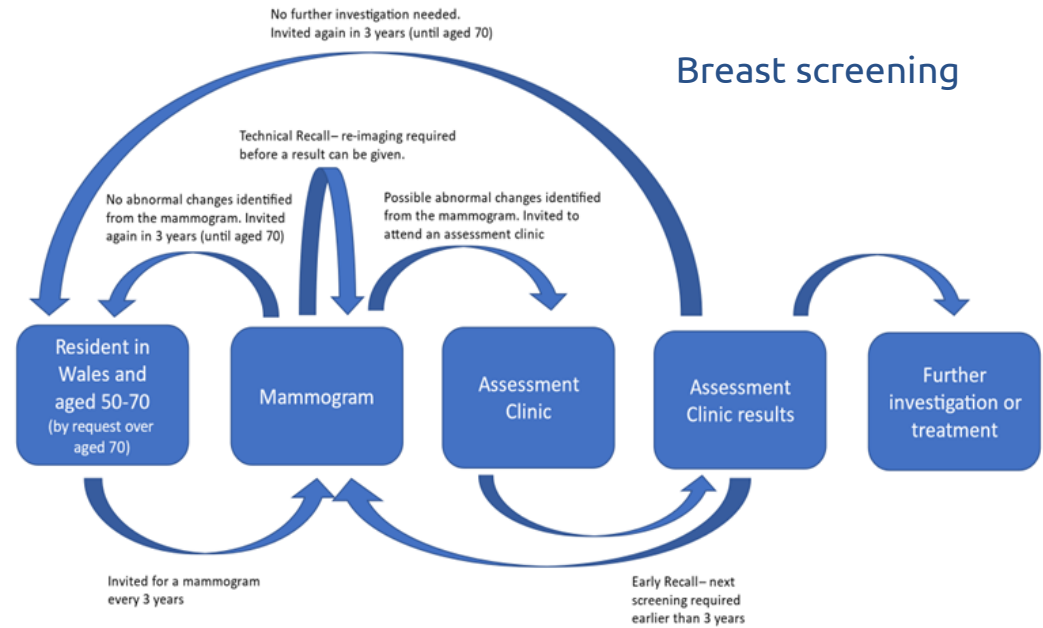 No further investigation needed.
Invited again in 3 years (until aged 70)
Breast screening
Technical Recall– re-imaging required
before a result can be given.
No abnormal changes identified
from the mammogram. Invited
again in 3 years (until aged 70)
Possible abnormal changes identified
from the mammogram. Invited to
attend an assessment clinic
Resident in
Wales and
aged 50-70
(by request over
aged 70)
Mammogram
Assessment
Clinic
Assessment
Clinic results
Further
investigation or
treatment
Invited for a mammogram
every 3 years
Early Recall– next
screening required
earlier than 3 years